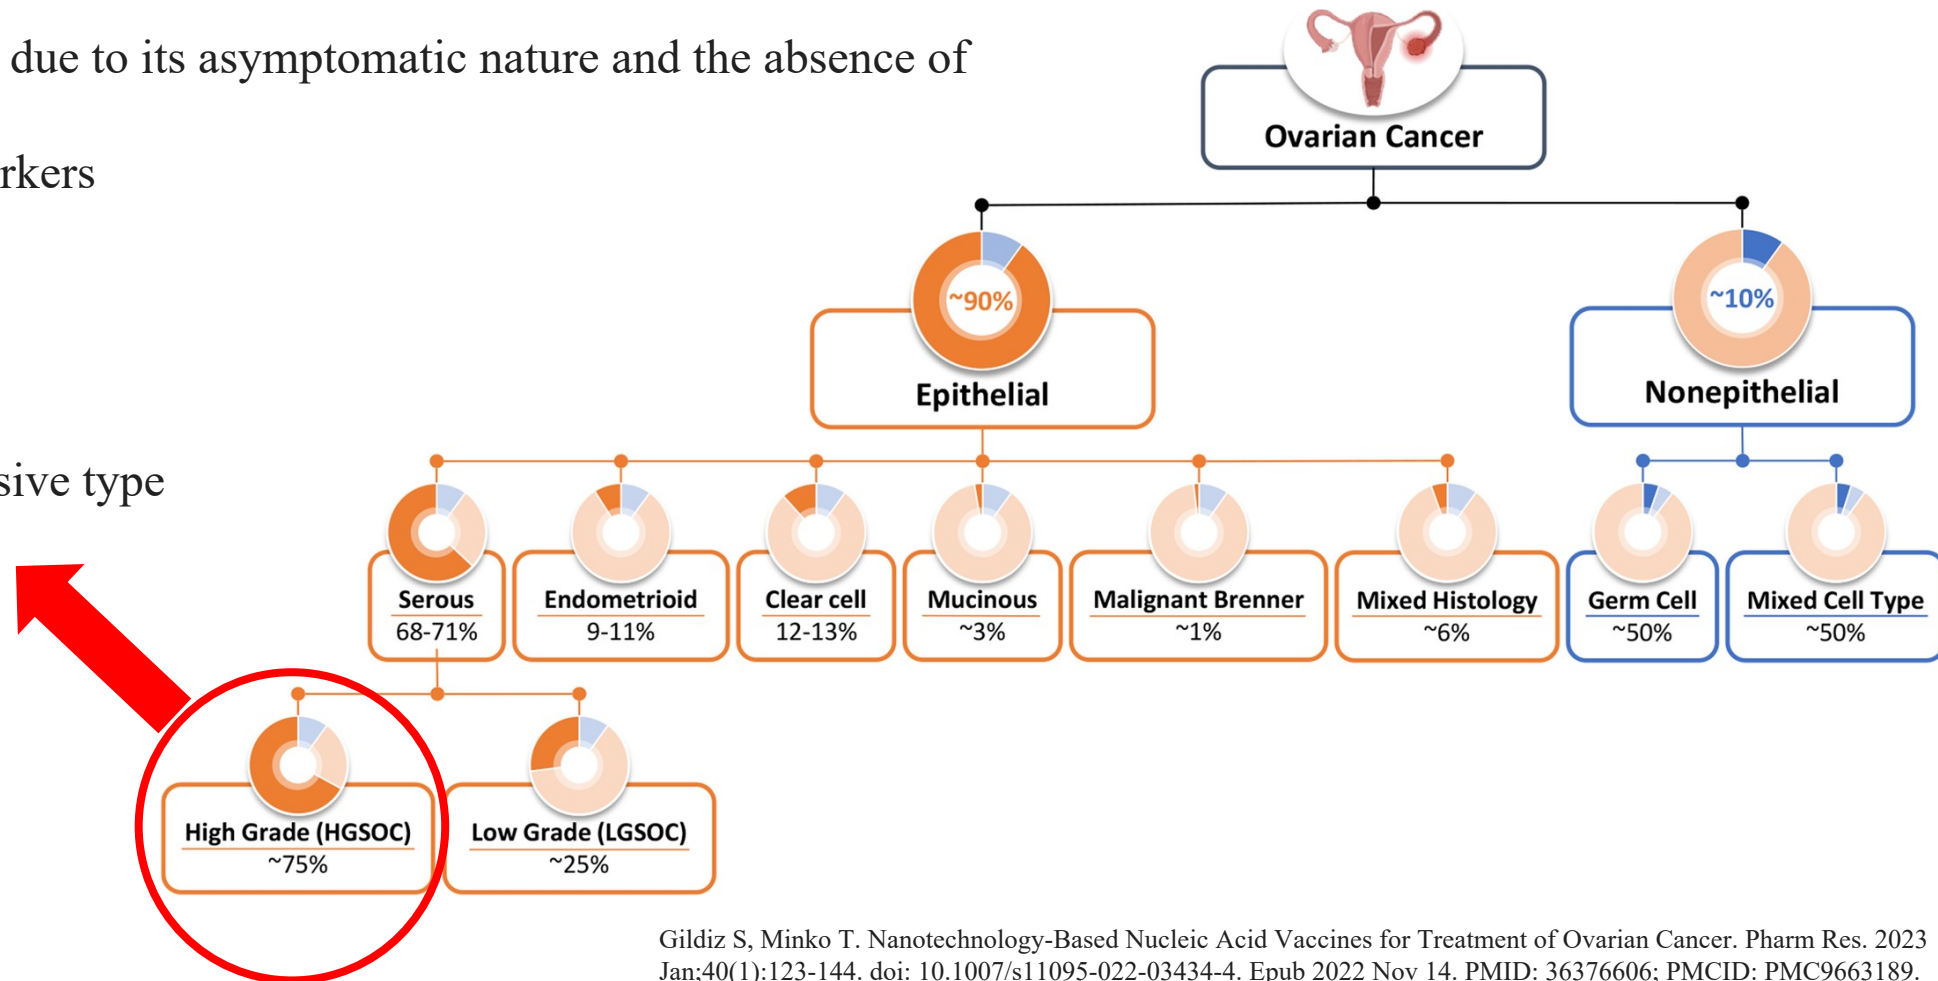 due to its asymptomatic nature and the absence of
rkers
sive type
Ovarian Cancer
~90%
~10%
Epithelial
Nonepithelial
Serous
68-71%
Endometrioid
9-11%
Clear cell
12-13%
Mucinous
~3%
Malignant Brenner
~1%
Mixed Histology
~6%
Germ Cell
~50%
Mixed Cell Type
~50%
High Grade (HGSOC)
~75%
Low Grade (LGSOC)
~25%
Gildiz S, Minko T. Nanotechnology-Based Nucleic Acid Vaccines for Treatment of Ovarian Cancer. Pharm Res. 2023
Jan;40(1):123-144. doi: 10.1007/s11095-022-03434-4. Epub 2022 Nov 14. PMID: 36376606; PMCID: PMC9663189.